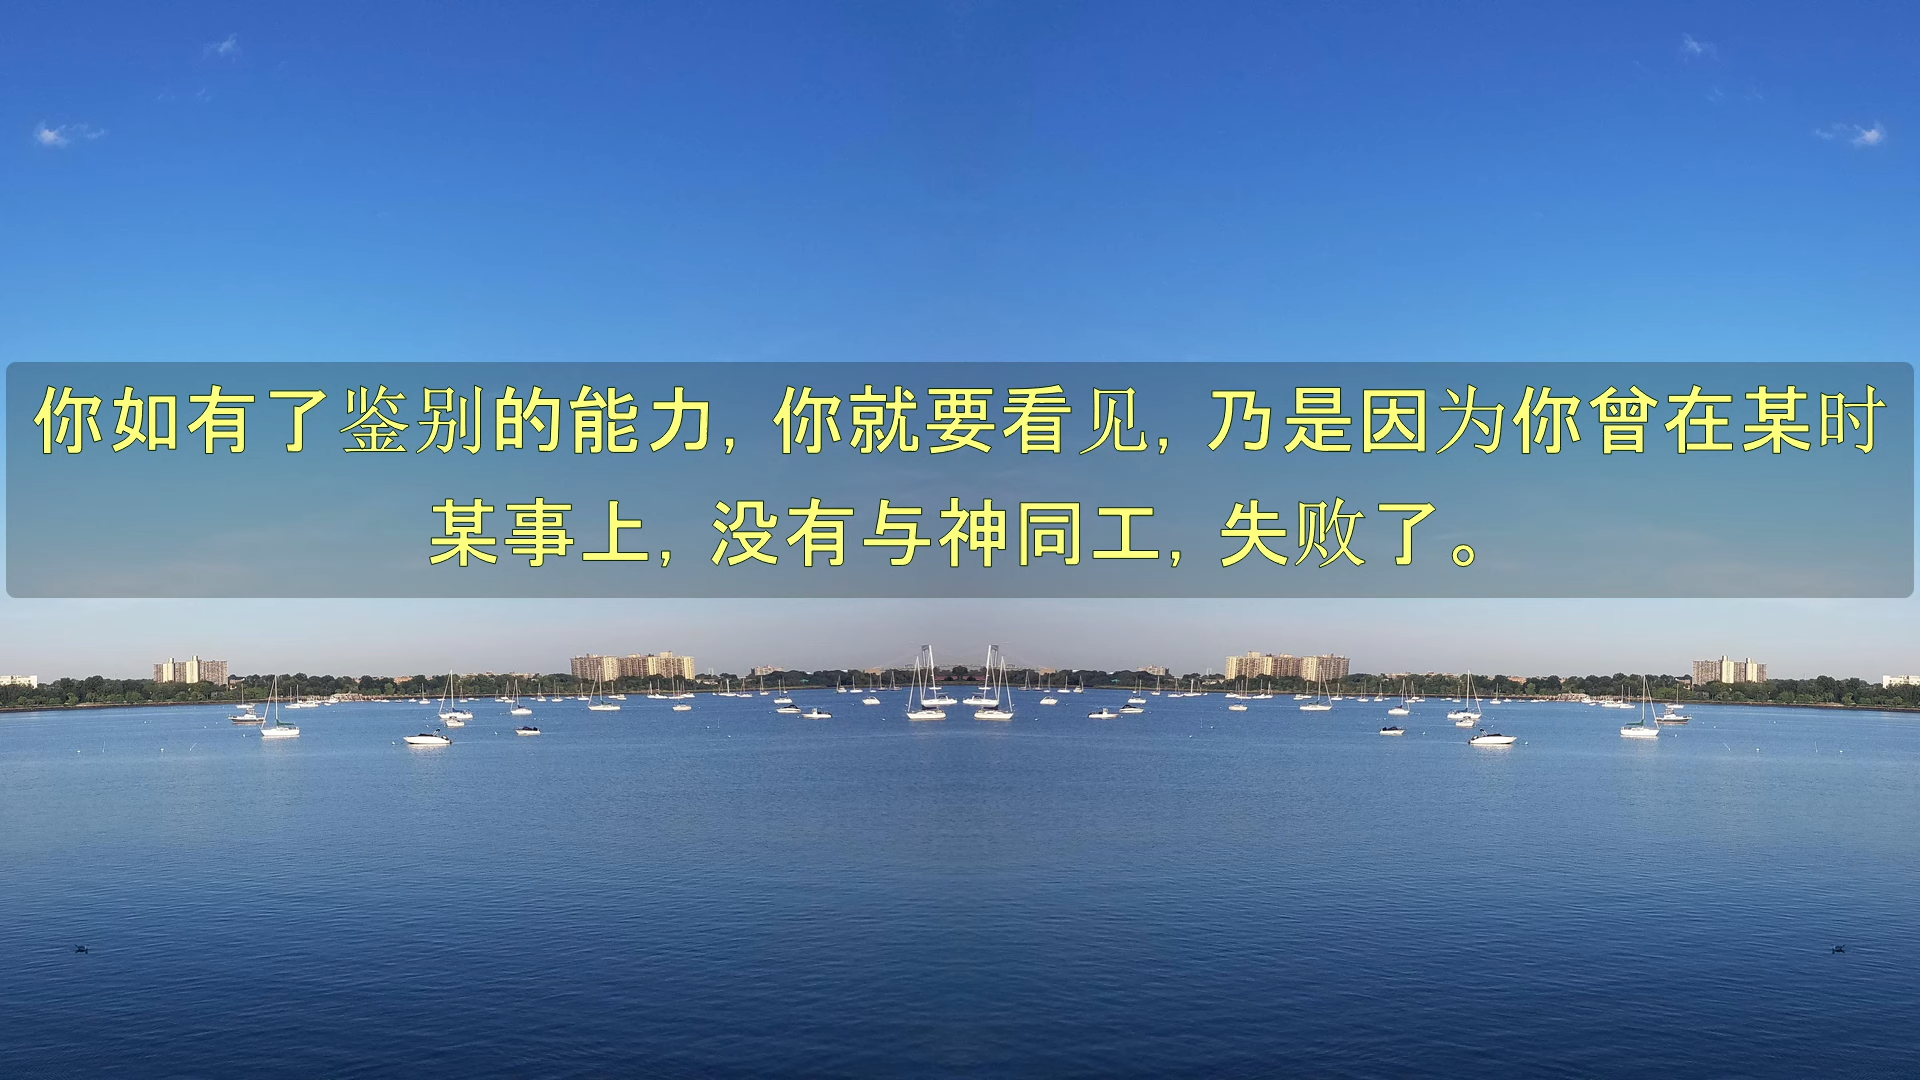 你如有了鉴别的能力, 你就要看见, 乃是因为你曾在某时
某事上, 没有与神同工, 失败了。